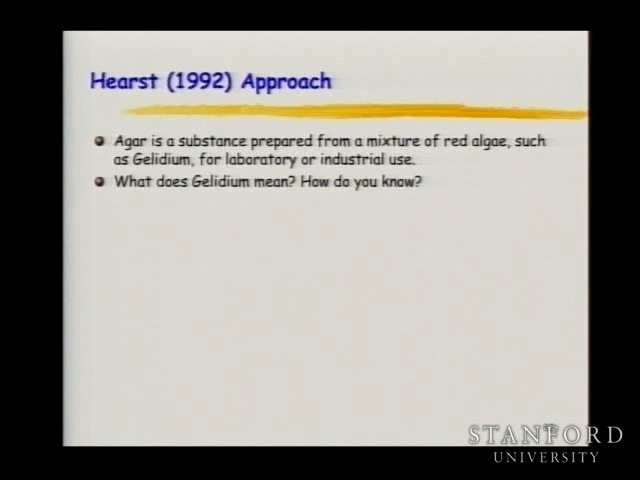 Hearst (1992) Approach
Agar is a substance prepared from a mixture of red algae, such
as Gelidium, for laboratory or industrial use.
What does Gelidium mean? How do you know?
STANFORD
UNIVERSITY